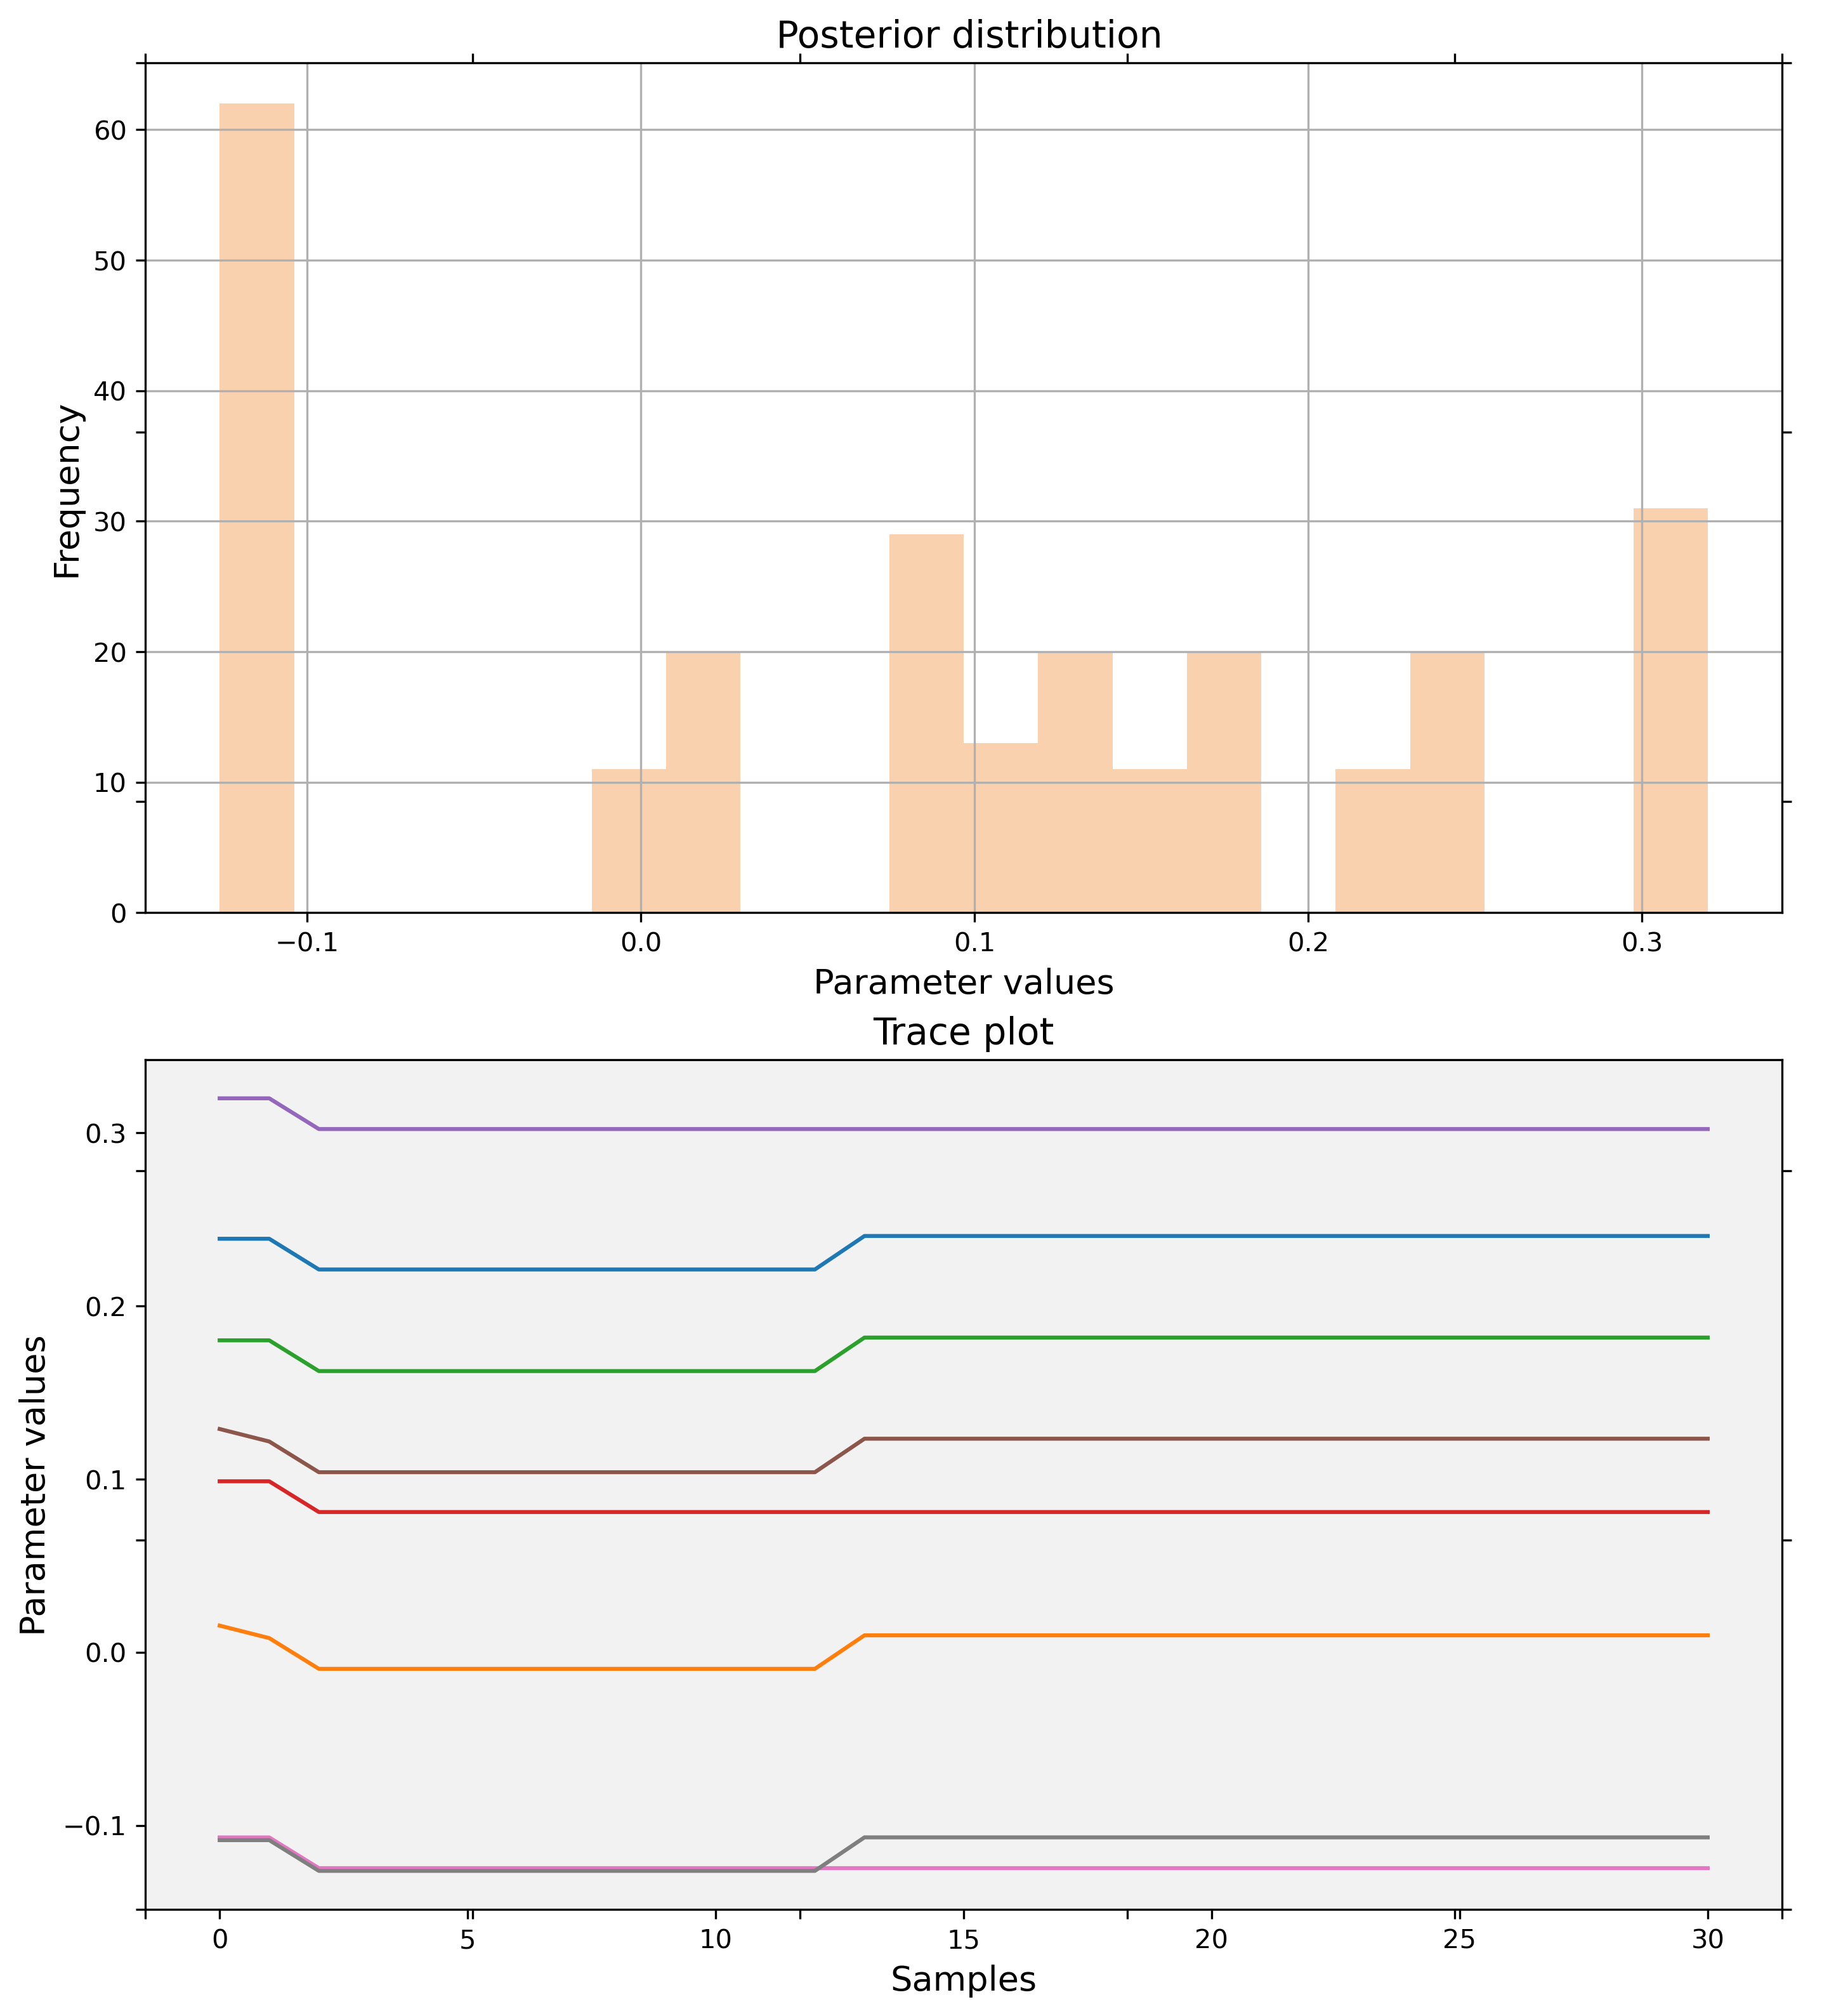 Posterior distribution
60
50
40
30
20
10
0
Frequency
−0.1 0.0 0.1 0.2 0.3
Parameter values
Trace plot
0.3
0.2
0.1
0.0
−0.1
Parameter values
0 5 10 15 20 25 30
Samples